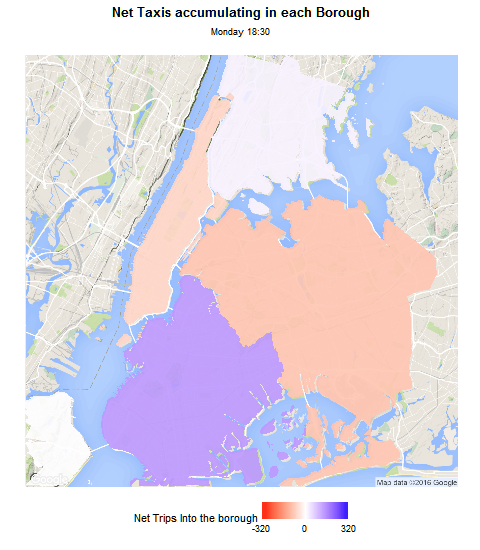 Net Taxis accumulating in each Borough
Monday 18:30
Map data ©2016 Google
Net Trips Into the borough
-320 0 320